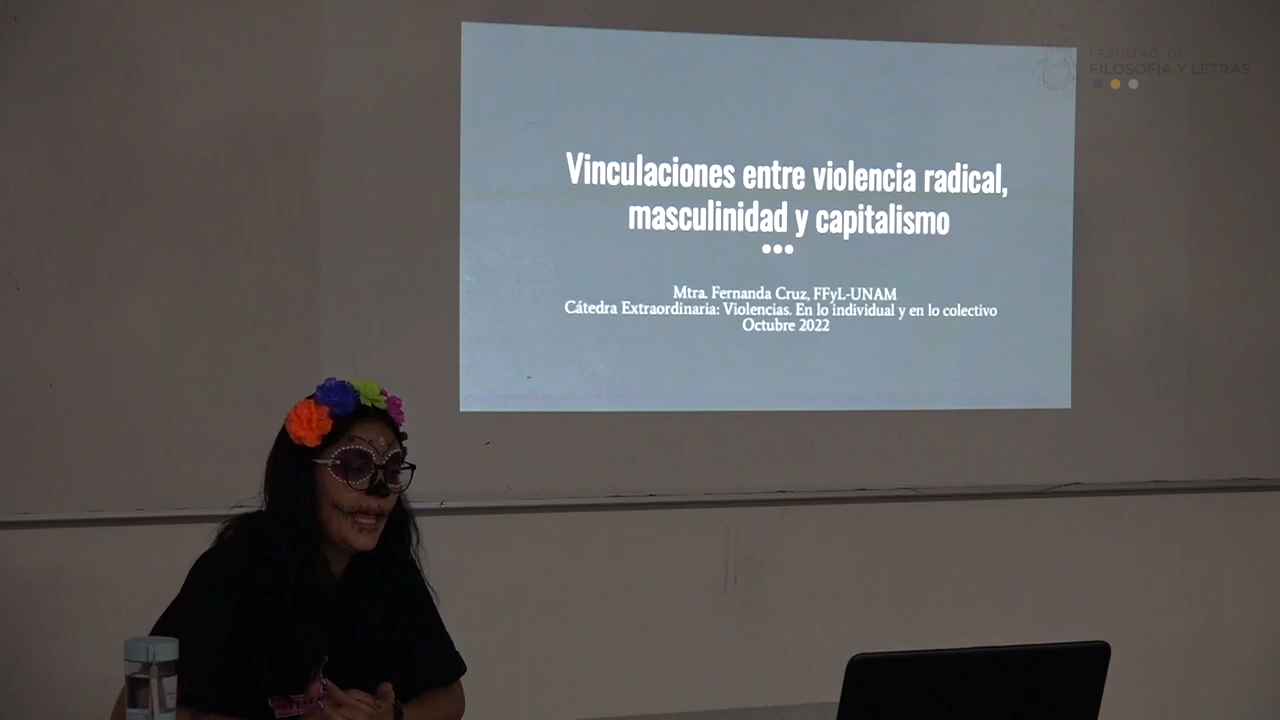 FACULTAD DE
FILOSOFÍA Y LETRAS
Vinculaciones entre violencia radical,
masculinidad y capitalismo
Mtra. Fernanda Cruz, FFyL-UNAM
Cátedra Extraordinaria: Violencias. En lo individual y en lo colectivo
Octubre 2022